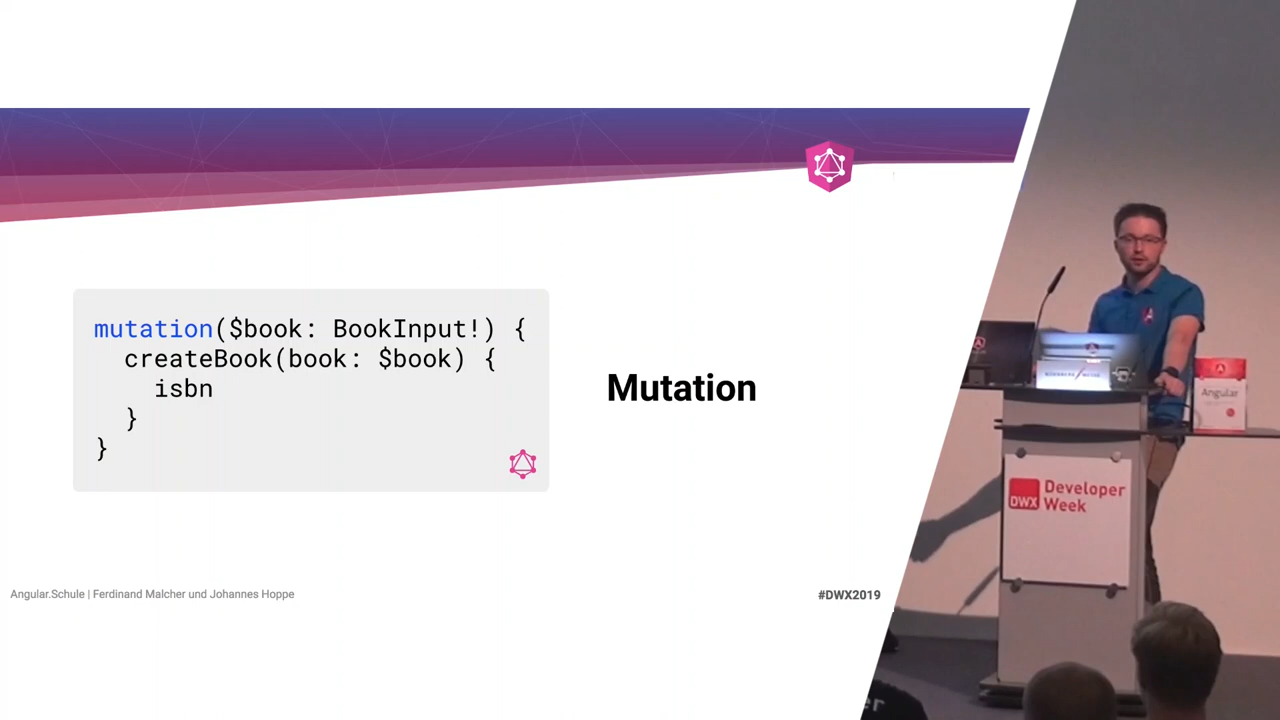 mutation($book: BookInput!) {
createBook(book: $book) {
isbn
}
}
Mutation
Angular.Schule | Ferdinand Malcher und Johannes Hoppe
#DWX2019
Angular
DWX
Developer
Week